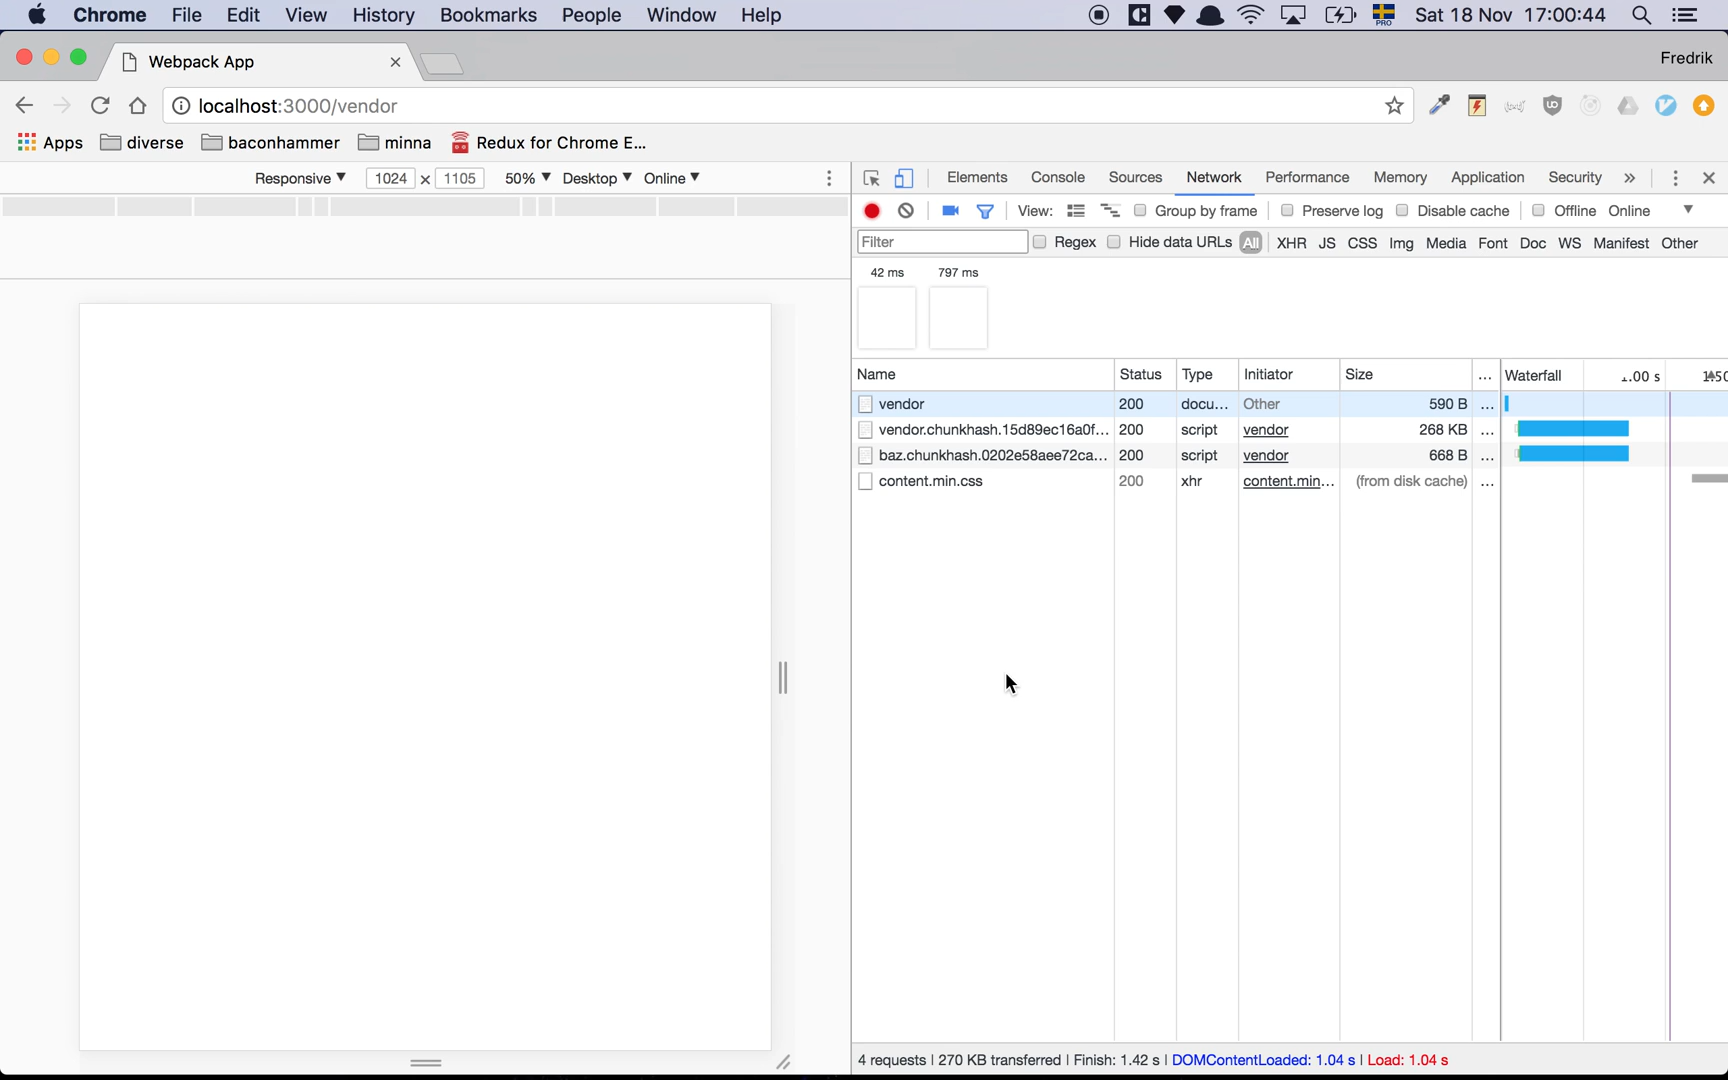 Chrome File Edit View History Bookmarks People Window Help PRO Sat 18 Nov 17:00:44
Webpack App Fredrik
localhost:3000/vendor
Apps diverse baconhammer minna Redux for Chrome E...
Responsive ▼ 1024 x 1105 50% ▼ Desktop ▼ Online ▼
Elements Console Sources Network Performance Memory Application Security »
View: Group by frame Preserve log Disable cache Offline Online ▼
Filter Regex Hide data URLs All XHR JS CSS Img Media Font Doc WS Manifest Other
42 ms 797 ms
Name Status Type Initiator Size ... Waterfall 1.00 s
vendor 200 docu... Other 590 B ...
vendor.chunkhash.15d89ec16a0f... 200 script vendor 268 KB ...
baz.chunkhash.0202e58aee72ca... 200 script vendor 668 B ...
content.min.css 200 xhr content.min... (from disk cache) ...
4 requests | 270 KB transferred | Finish: 1.42 s | DOMContentLoaded: 1.04 s | Load: 1.04 s